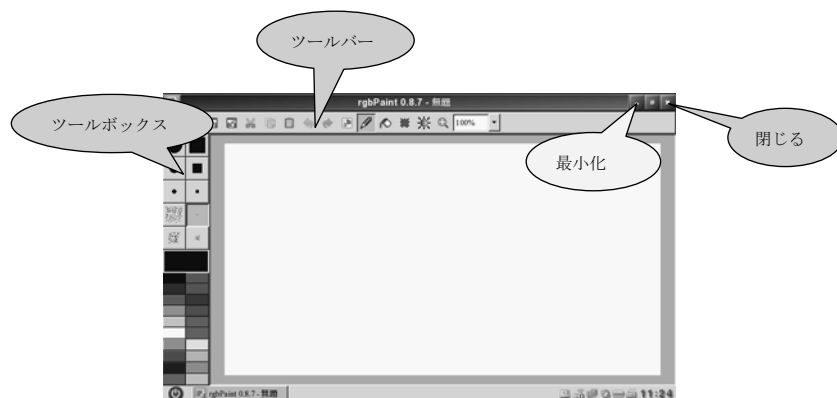 ツールバー
rgbPaint 0.8.7 - 無題
ツールボックス
100%
最小化
閉じる
rgbPaint 0.8.7 - 無題
11:24